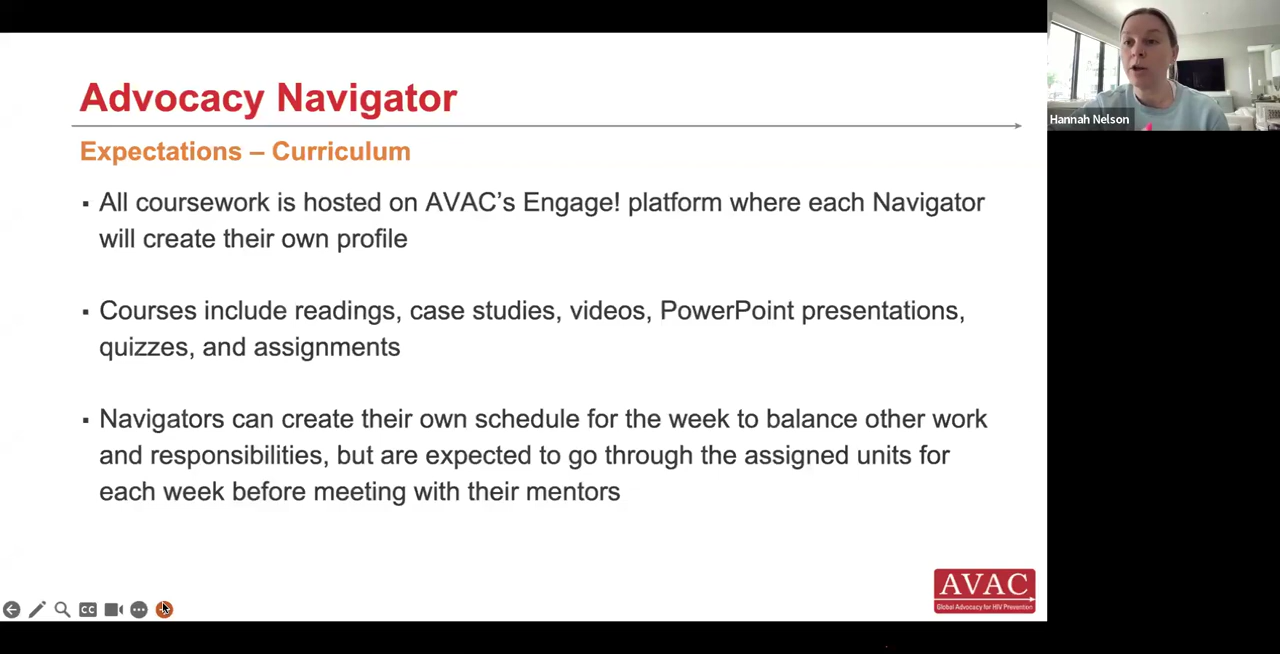 Advocacy Navigator
Expectations – Curriculum
▪ All coursework is hosted on AVAC’s Engage! platform where each Navigator
will create their own profile
▪ Courses include readings, case studies, videos, PowerPoint presentations,
quizzes, and assignments
▪ Navigators can create their own schedule for the week to balance other work
and responsibilities, but are expected to go through the assigned units for
each week before meeting with their mentors
Hannah Nelson
CC
AVAC
Global Advocacy for HIV Prevention